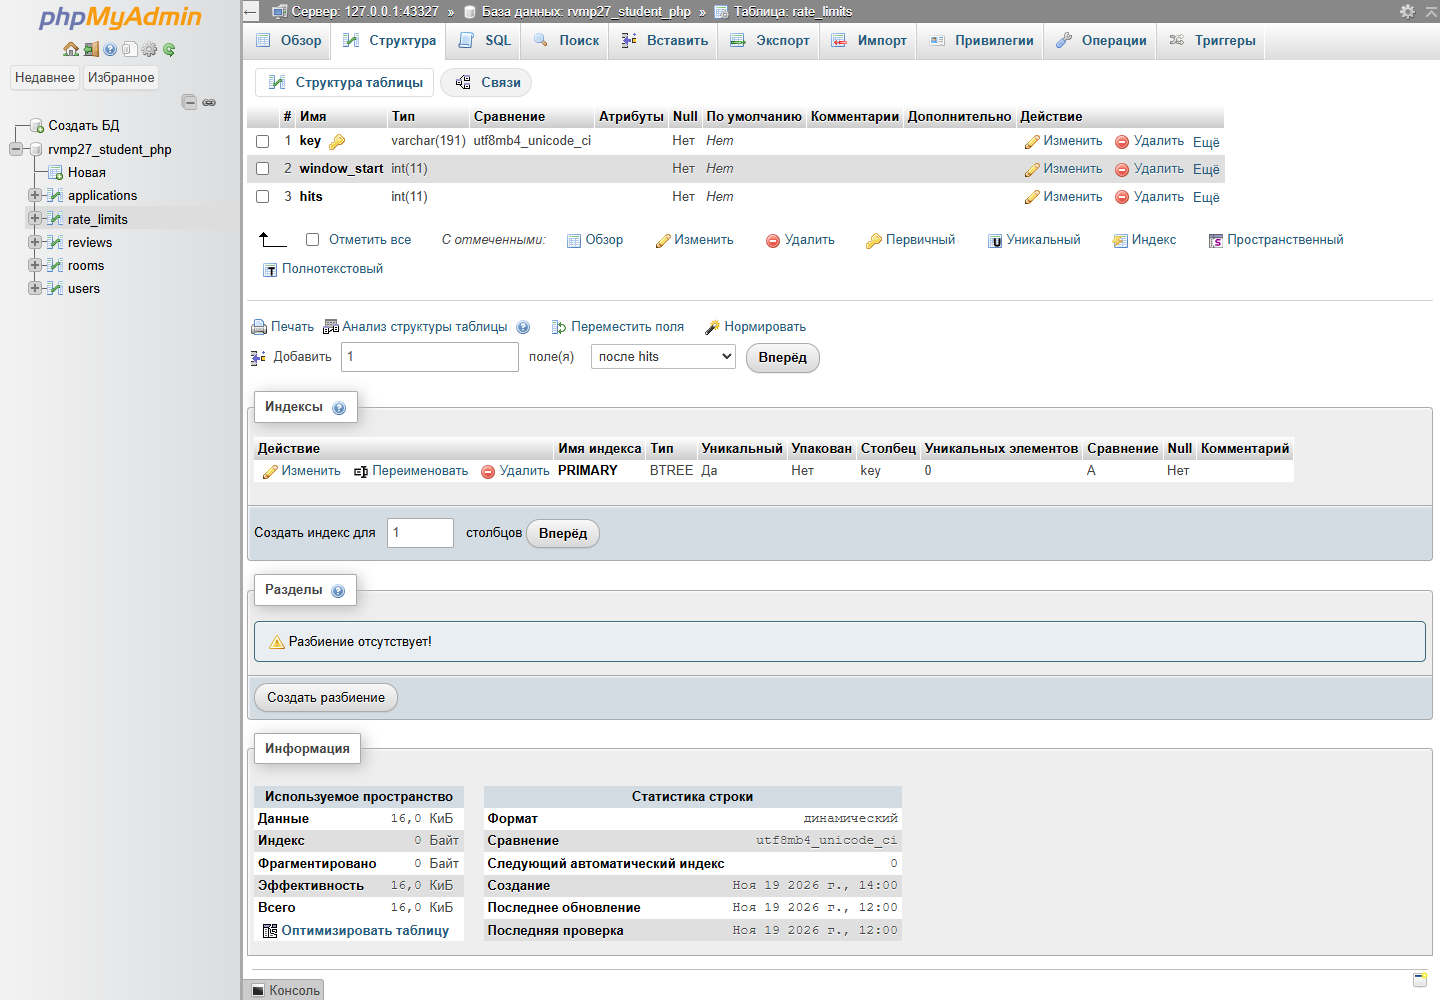 phpMyAdmin
Недавнее Избранное
Создать БД
rvmp27_student_php
Новая
applications
rate_limits
reviews
rooms
users
Сервер: 127.0.0.1:43327 » База данных: rvmp27_student_php » Таблица: rate_limits
Обзор Структура SQL Поиск Вставить Экспорт Импорт Привилегии Операции Триггеры
Структура таблицы Связи
# Имя Тип Сравнение Атрибуты Null По умолчанию Комментарии Дополнительно Действие
1 key varchar(191) utf8mb4_unicode_ci Нет Нет Изменить Удалить Ещё
2 window_start int(11) Нет Нет Изменить Удалить Ещё
3 hits int(11) Нет Нет Изменить Удалить Ещё
Отметить все С отмеченными: Обзор Изменить Удалить Первичный Уникальный Индекс Пространственный
Полнотекстовый
Печать Анализ структуры таблицы Переместить поля Нормировать
Добавить 1 поле(я) после hits Вперёд
Индексы
Действие Имя индекса Тип Уникальный Упакован Столбец Уникальных элементов Сравнение Null Комментарий
Изменить Переименовать Удалить PRIMARY BTREE Да Нет key 0 A Нет
Создать индекс для 1 столбцов Вперёд
Разделы
Разбиение отсутствует!
Создать разбиение
Информация
Используемое пространство
Данные 16,0 КиБ
Индекс 0 Байт
Фрагментировано 0 Байт
Эффективность 16,0 КиБ
Всего 16,0 КиБ
Оптимизировать таблицу
Статистика строки
Формат динамический
Сравнение utf8mb4_unicode_ci
Следующий автоматический индекс 0
Создание Ноя 19 2026 г., 14:00
Последнее обновление Ноя 19 2026 г., 12:00
Последняя проверка Ноя 19 2026 г., 12:00
Консоль